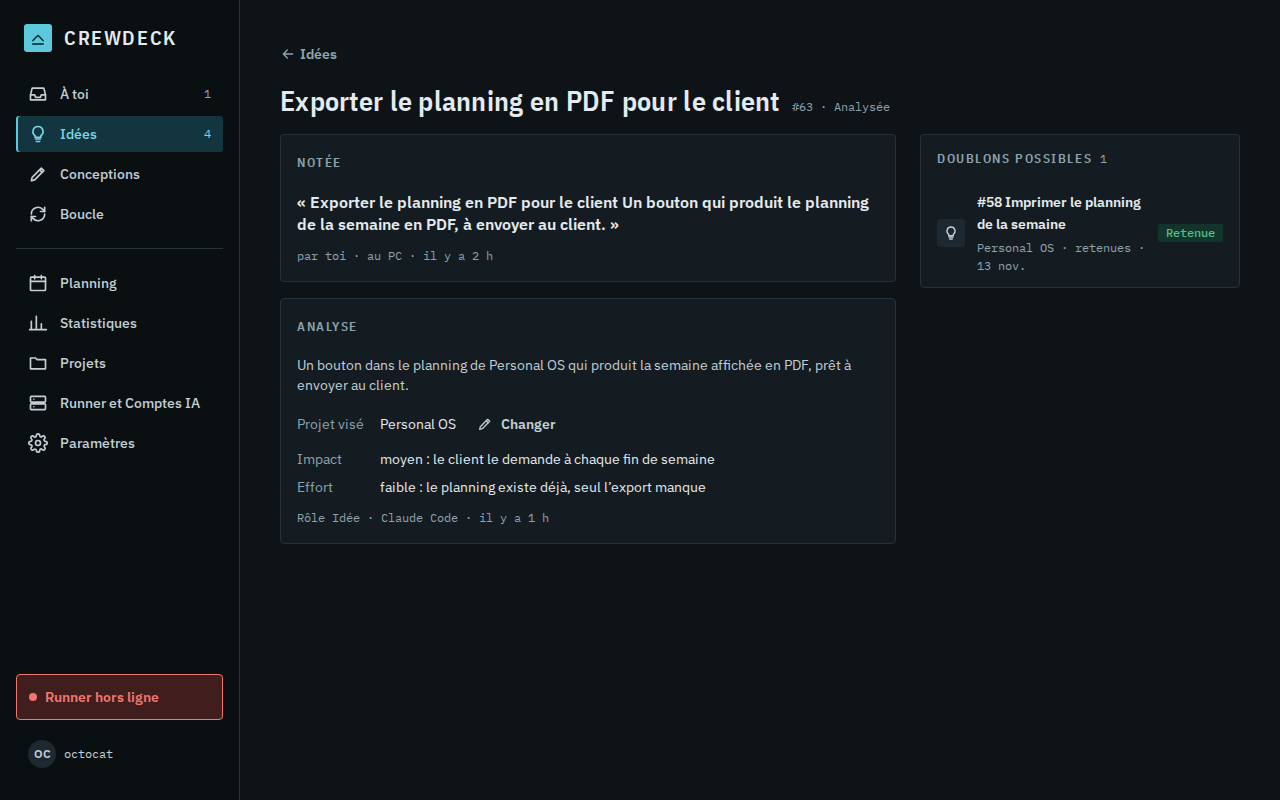 CREWDECK
À toi 1
Idées 4
Conceptions
Boucle
Planning
Statistiques
Projets
Runner et Comptes IA
Paramètres
Runner hors ligne
OC octocat
← Idées
Exporter le planning en PDF pour le client #63 · Analysée
NOTÉE
« Exporter le planning en PDF pour le client Un bouton qui produit le planning
de la semaine en PDF, à envoyer au client. »
par toi · au PC · il y a 2 h
ANALYSE
Un bouton dans le planning de Personal OS qui produit la semaine affichée en PDF, prêt à
envoyer au client.
Projet visé Personal OS Changer
Impact moyen : le client le demande à chaque fin de semaine
Effort faible : le planning existe déjà, seul l’export manque
Rôle Idée · Claude Code · il y a 1 h
DOUBLONS POSSIBLES 1
#58 Imprimer le planning
de la semaine
Personal OS · retenues ·
13 nov.
Retenue